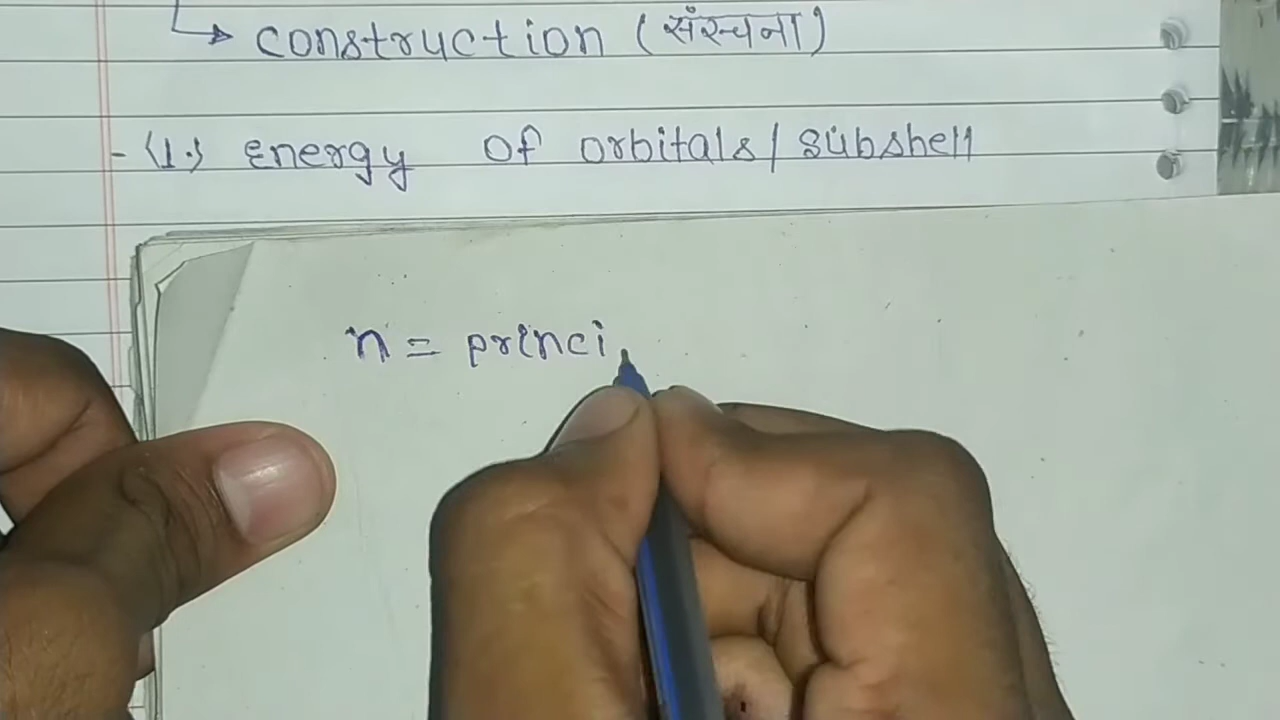 ↳ construction (संरचना)
- (1.) energy of orbitals/subshell
n = princi